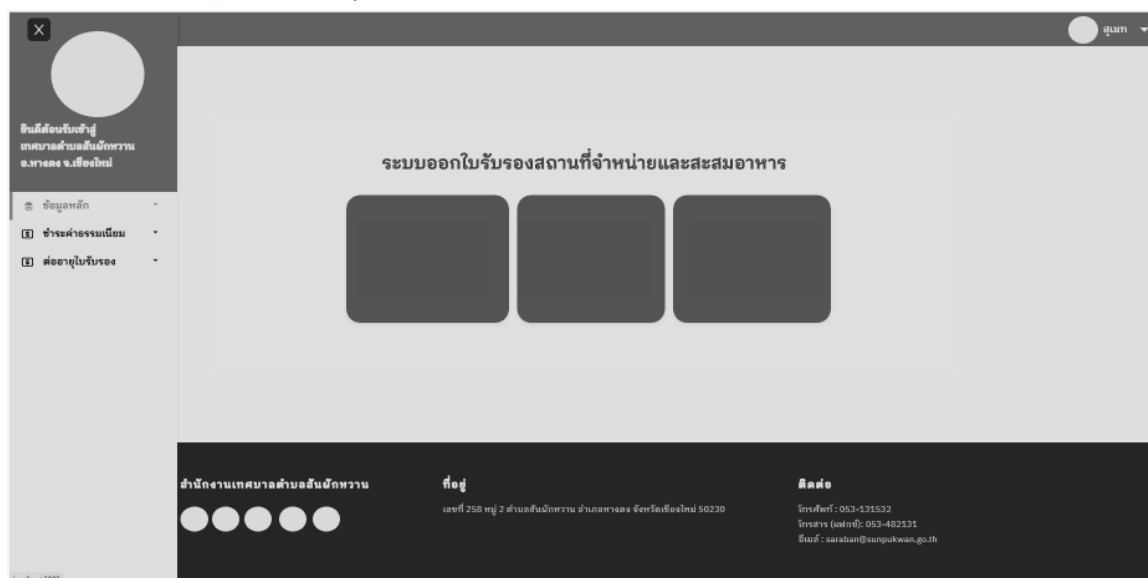 X
สุเมท
ยินดีต้อนรับเข้าสู่
เทศบาลตำบลสันผักหวาน
อ.หางดง จ.เชียงใหม่
ระบบออกใบรับรองสถานที่จำหน่ายและสะสมอาหาร
ข้อมูลหลัก
ชำระค่าธรรมเนียม
ต่ออายุใบรับรอง
สำนักงานเทศบาลตำบลสันผักหวาน
ที่อยู่
เลขที่ 258 หมู่ 2 ตำบลสันผักหวาน อำเภอหางดง จังหวัดเชียงใหม่ 50230
ติดต่อ
โทรศัพท์ : 053-131532
โทรสาร (แฟกซ์): 053-482131
อีเมล์ : saraban@sunpukwan.go.th